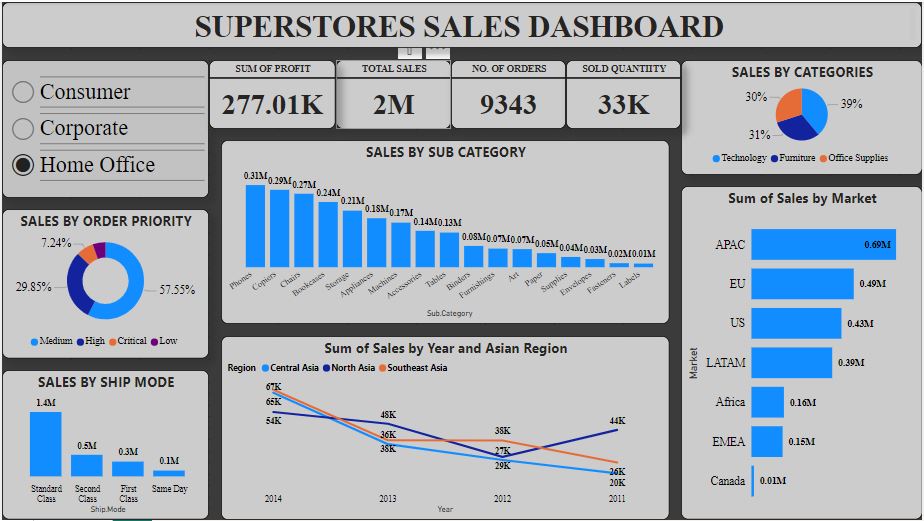 SUPERSTORES SALES DASHBOARD
Consumer
Corporate
Home Office
SUM OF PROFIT
277.01K
TOTAL SALES
2M
NO. OF ORDERS
9343
SOLD QUANTIITY
33K
SALES BY CATEGORIES
30%
39%
31%
Technology Furniture Office Supplies
SALES BY ORDER PRIORITY
7.24%
29.85%
57.55%
Medium High Critical Low
SALES BY SUB CATEGORY
0.31M 0.29M 0.27M 0.24M 0.21M 0.18M 0.17M 0.14M 0.13M 0.08M 0.07M 0.07M 0.05M 0.04M 0.03M 0.02M 0.01M
Phones Copiers Chairs Bookcases Storage Appliances Machines Accessories Tables Binders Furnishings Art Paper Supplies Envelopes Fasteners Labels
Sub.Category
Sum of Sales by Market
Market
APAC 0.69M
EU 0.49M
US 0.43M
LATAM 0.39M
Africa 0.16M
EMEA 0.15M
Canada 0.01M
SALES BY SHIP MODE
1.4M 0.5M 0.3M 0.1M
Standard Second First Same Day
Class Class Class
Ship.Mode
Sum of Sales by Year and Asian Region
Region Central Asia North Asia Southeast Asia
67K
65K
54K
48K
36K
38K
38K
27K
29K
44K
26K
20K
2014 2013 2012 2011
Year